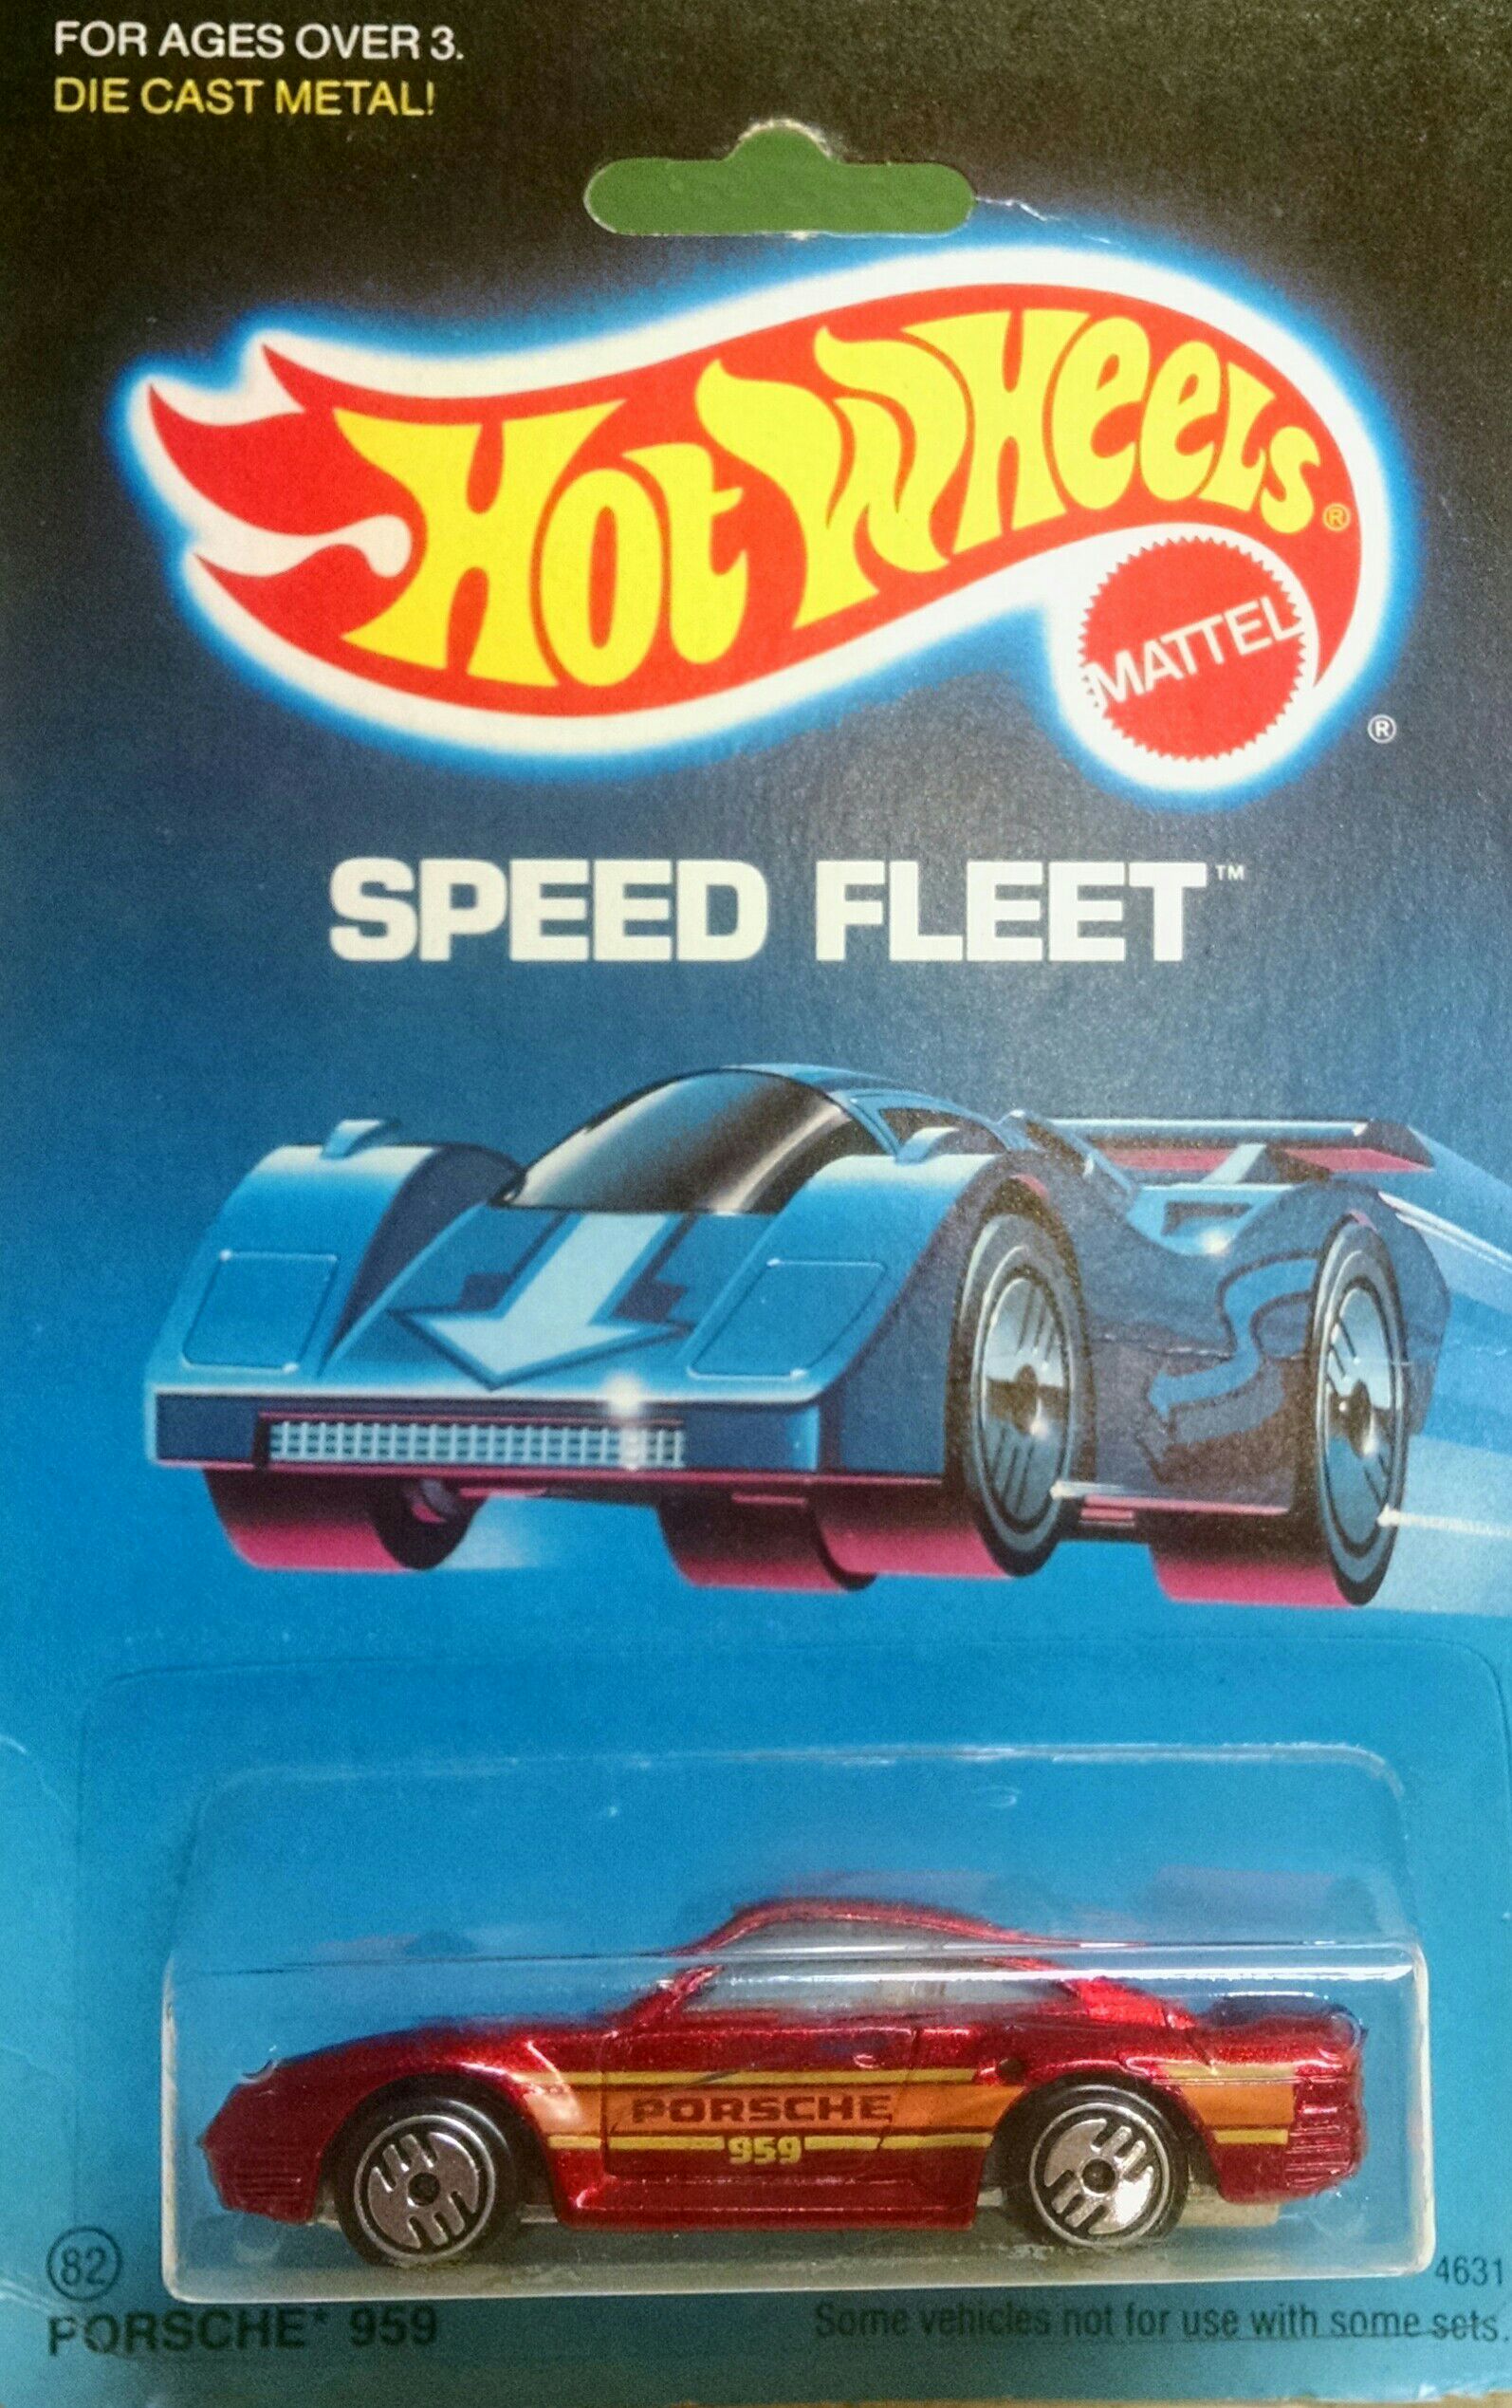 FOR AGES OVER 3.
DIE CAST METAL!
HOT WHEELS®
MATTEL
®
SPEED FLEET™
PORSCHE
959
82
4631
PORSCHE* 959
Some vehicles not for use with some sets.